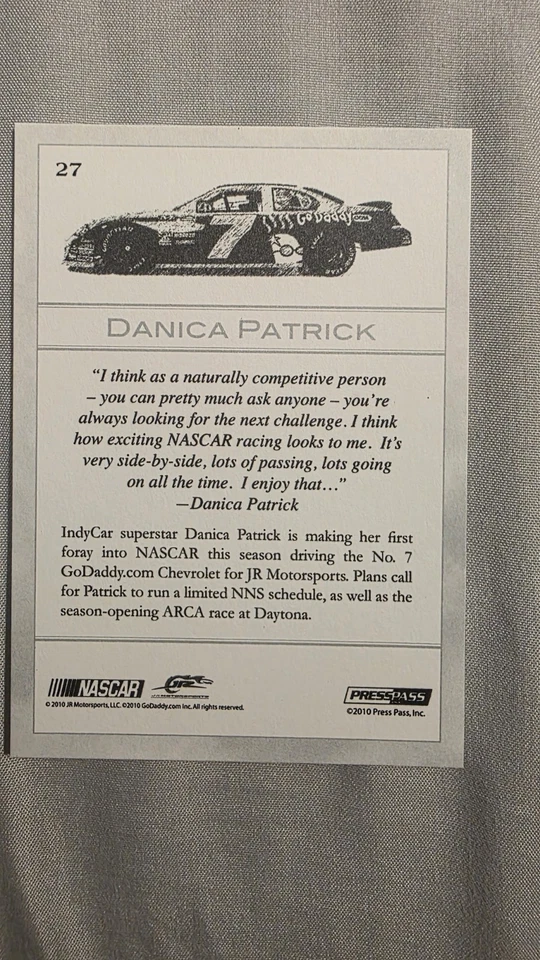 27
7
GoDaddy.com
DANICA PATRICK
“I think as a naturally competitive person
– you can pretty much ask anyone – you’re
always looking for the next challenge. I think
how exciting NASCAR racing looks to me. It’s
very side-by-side, lots of passing, lots going
on all the time. I enjoy that…”
—Danica Patrick
IndyCar superstar Danica Patrick is making her first
foray into NASCAR this season driving the No. 7
GoDaddy.com Chevrolet for JR Motorsports. Plans call
for Patrick to run a limited NNS schedule, as well as the
season-opening ARCA race at Daytona.
NASCAR JR MOTORSPORTS PRESS PASS
© 2010 JR Motorsports, LLC. ©2010 GoDaddy.com Inc. All rights reserved.
©2010 Press Pass, Inc.